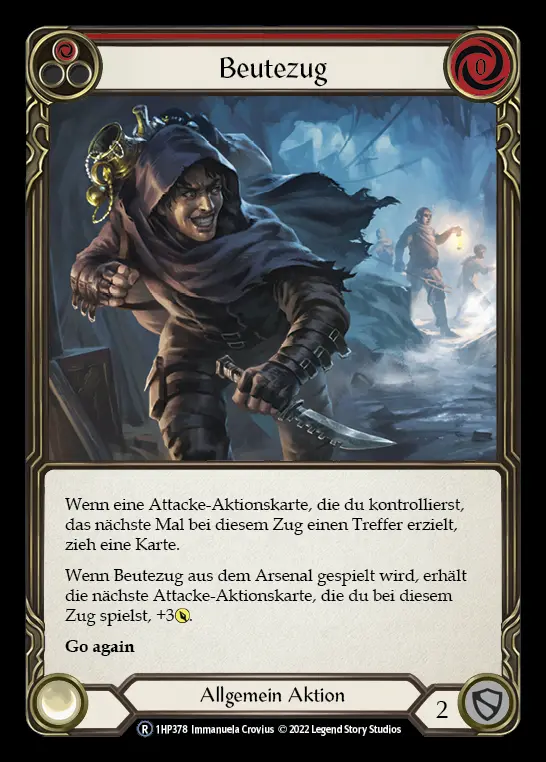 Beutezug
0
Wenn eine Attacke-Aktionskarte, die du kontrollierst,
das nächste Mal bei diesem Zug einen Treffer erzielt,
zieh eine Karte.
Wenn Beutezug aus dem Arsenal gespielt wird, erhält
die nächste Attacke-Aktionskarte, die du bei diesem
Zug spielst, +3.
Go again
Allgemein Aktion
2
R 1HP378 Immanuela Crovius © 2022 Legend Story Studios